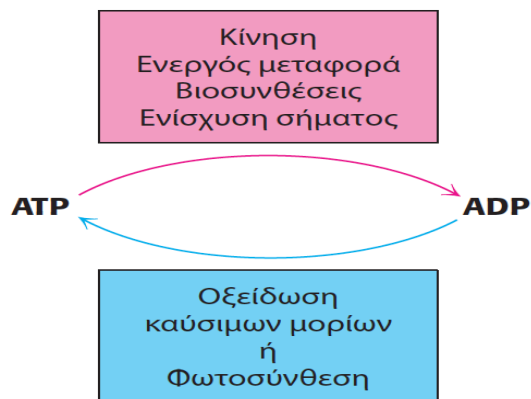 Κίνηση
Ενεργός μεταφορά
Βιοσυνθέσεις
Ενίσχυση σήματος
ATP
ADP
Οξείδωση
καύσιμων μορίων
ή
Φωτοσύνθεση